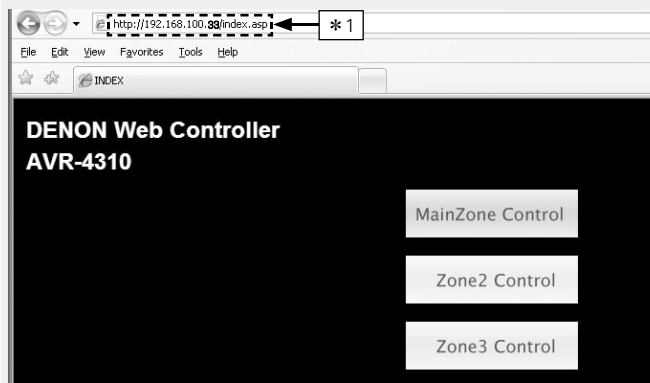 http://192.168.100.33/index.asp
*1
File Edit View Favorites Tools Help
INDEX
DENON Web Controller
AVR-4310
MainZone Control
Zone2 Control
Zone3 Control